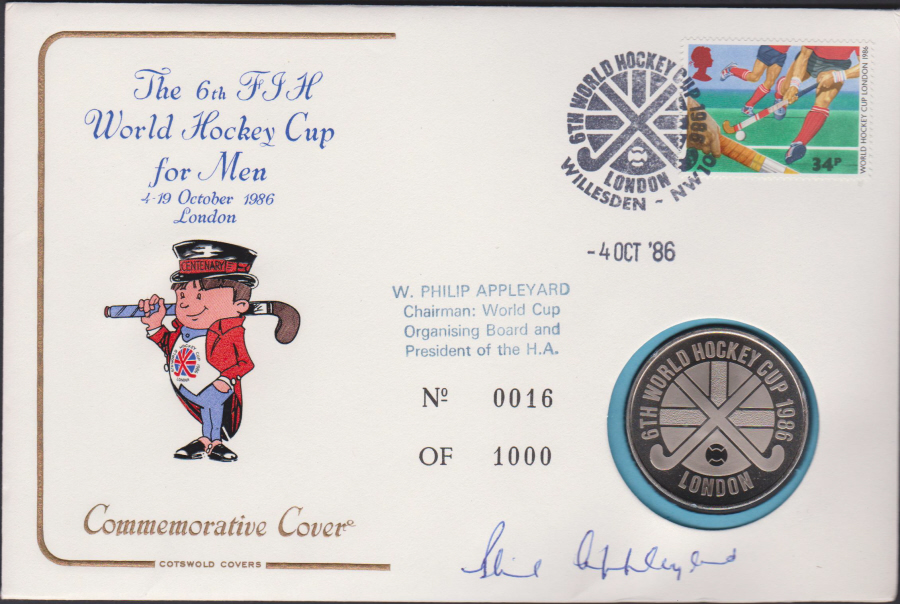 The 6th FIH
World Hockey Cup
for Men
4-19 October 1986
London
CENTENARY
Commemorative Cover
COTSWOLD COVERS
6TH WORLD HOCKEY CUP 1986
LONDON
WILLESDEN ~ NW10
WORLD HOCKEY CUP LONDON 1986
34P
-4 OCT '86
W. PHILIP APPLEYARD
Chairman: World Cup
Organising Board and
President of the H.A.
Nº 0016
OF 1000
6TH WORLD HOCKEY CUP 1986
LONDON
Phil Appleyard